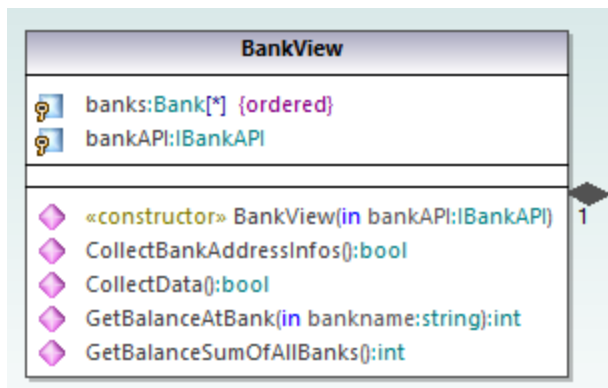 BankView
banks:Bank[*] {ordered}
bankAPI:IBankAPI
«constructor» BankView(in bankAPI:IBankAPI)
1
CollectBankAddressInfos():bool
CollectData():bool
GetBalanceAtBank(in bankname:string):int
GetBalanceSumOfAllBanks():int